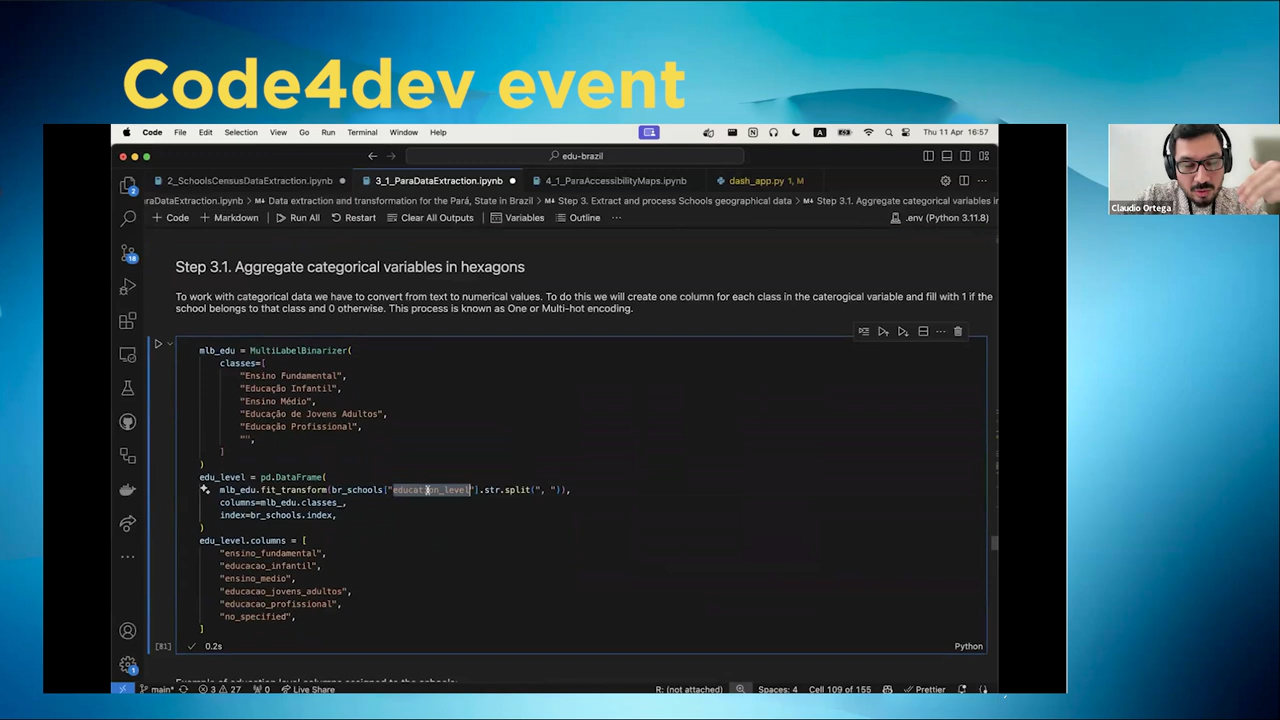 Code4dev event
Code File Edit Selection View Go Run Terminal Window Help
Thu 11 Apr 16:57
edu-brazil
2_SchoolsCensusDataExtraction.ipynb 3_1_ParaDataExtraction.ipynb 4_1_ParaAccessibilityMaps.ipynb dash_app.py 1, M
araDataExtraction.ipynb > Data extraction and transformation for the Pará, State in Brazil > Step 3. Extract and process Schools geographical data > Step 3.1. Aggregate categorical variables in
+ Code + Markdown Run All Restart Clear All Outputs Variables Outline ... .env (Python 3.11.8)
Step 3.1. Aggregate categorical variables in hexagons
To work with categorical data we have to convert from text to numerical values. To do this we will create one column for each class in the caterogical variable and fill with 1 if the
school belongs to that class and 0 otherwise. This process is known as One or Multi-hot encoding.
mlb_edu = MultiLabelBinarizer(
classes=[
"Ensino Fundamental",
"Educação Infantil",
"Ensino Médio",
"Educação de Jovens Adultos",
"Educação Profissional",
"",
]
)
edu_level = pd.DataFrame(
mlb_edu.fit_transform(br_schools["education_level"].str.split(", ")),
columns=mlb_edu.classes_,
index=br_schools.index,
)
edu_level.columns = [
"ensino_fundamental",
"educacao_infantil",
"ensino_medio",
"educacao_jovens_adultos",
"educacao_profissional",
"no_specified",
]
[81] 0.2s Python
main* 3 27 0 Live Share R: (not attached) Spaces: 4 Cell 109 of 155 Prettier
2
18
1
Claudio Ortega